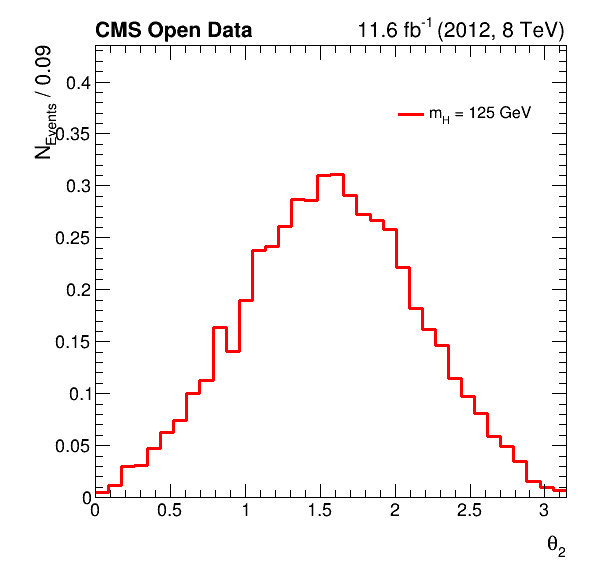 CMS Open Data 11.6 fb⁻¹ (2012, 8 TeV)
N_Events / 0.09
m_H = 125 GeV
0.4
0.35
0.3
0.25
0.2
0.15
0.1
0.05
0
0 0.5 1 1.5 2 2.5 3
θ₂